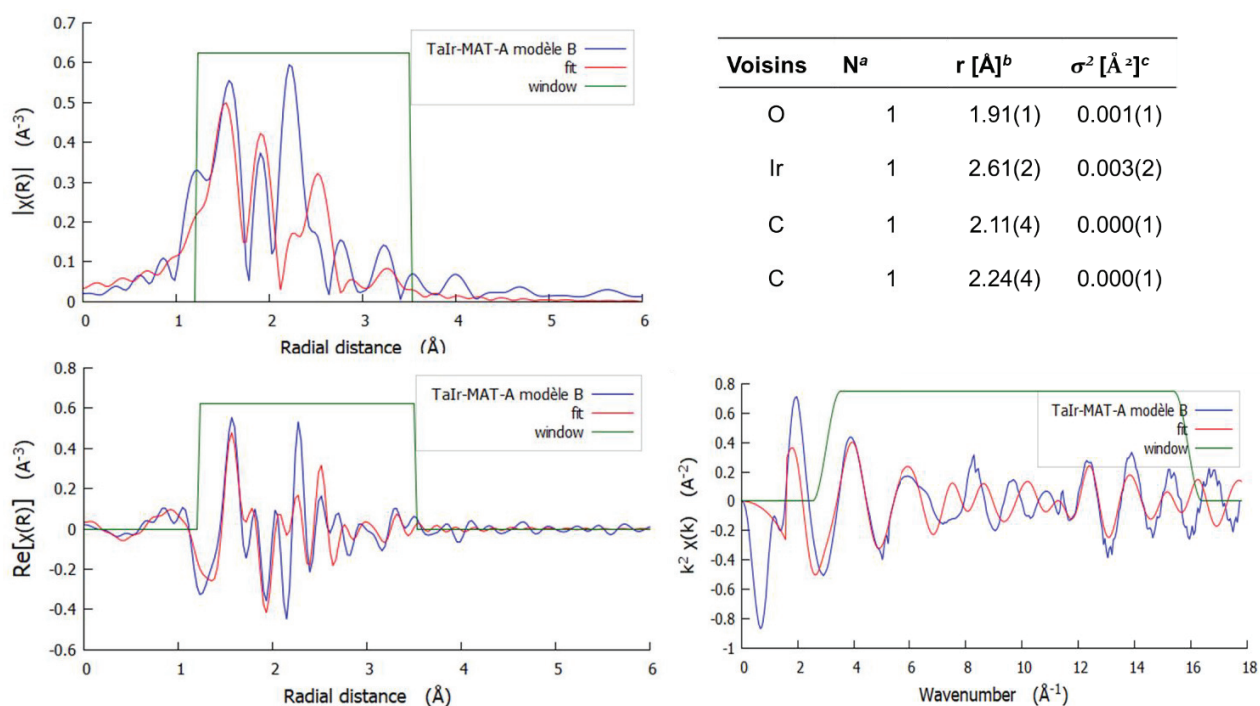 0.7
0.6
0.5
0.4
0.3
0.2
0.1
0
|χ(R)| (A⁻³)
TaIr-MAT-A modèle B
fit
window
0 1 2 3 4 5 6
Radial distance (Å)
Voisins Nᵃ r [Å]ᵇ σ² [Å²]ᶜ
O 1 1.91(1) 0.001(1)
Ir 1 2.61(2) 0.003(2)
C 1 2.11(4) 0.000(1)
C 1 2.24(4) 0.000(1)
0.8
0.6
0.4
0.2
0
-0.2
-0.4
-0.6
Re[χ(R)] (A⁻³)
TaIr-MAT-A modèle B
fit
window
0 1 2 3 4 5 6
Radial distance (Å)
0.8
0.6
0.4
0.2
0
-0.2
-0.4
-0.6
-0.8
-1
k² χ(k) (A⁻²)
TaIr-MAT-A modèle B
fit
window
0 2 4 6 8 10 12 14 16 18
Wavenumber (Å⁻¹)